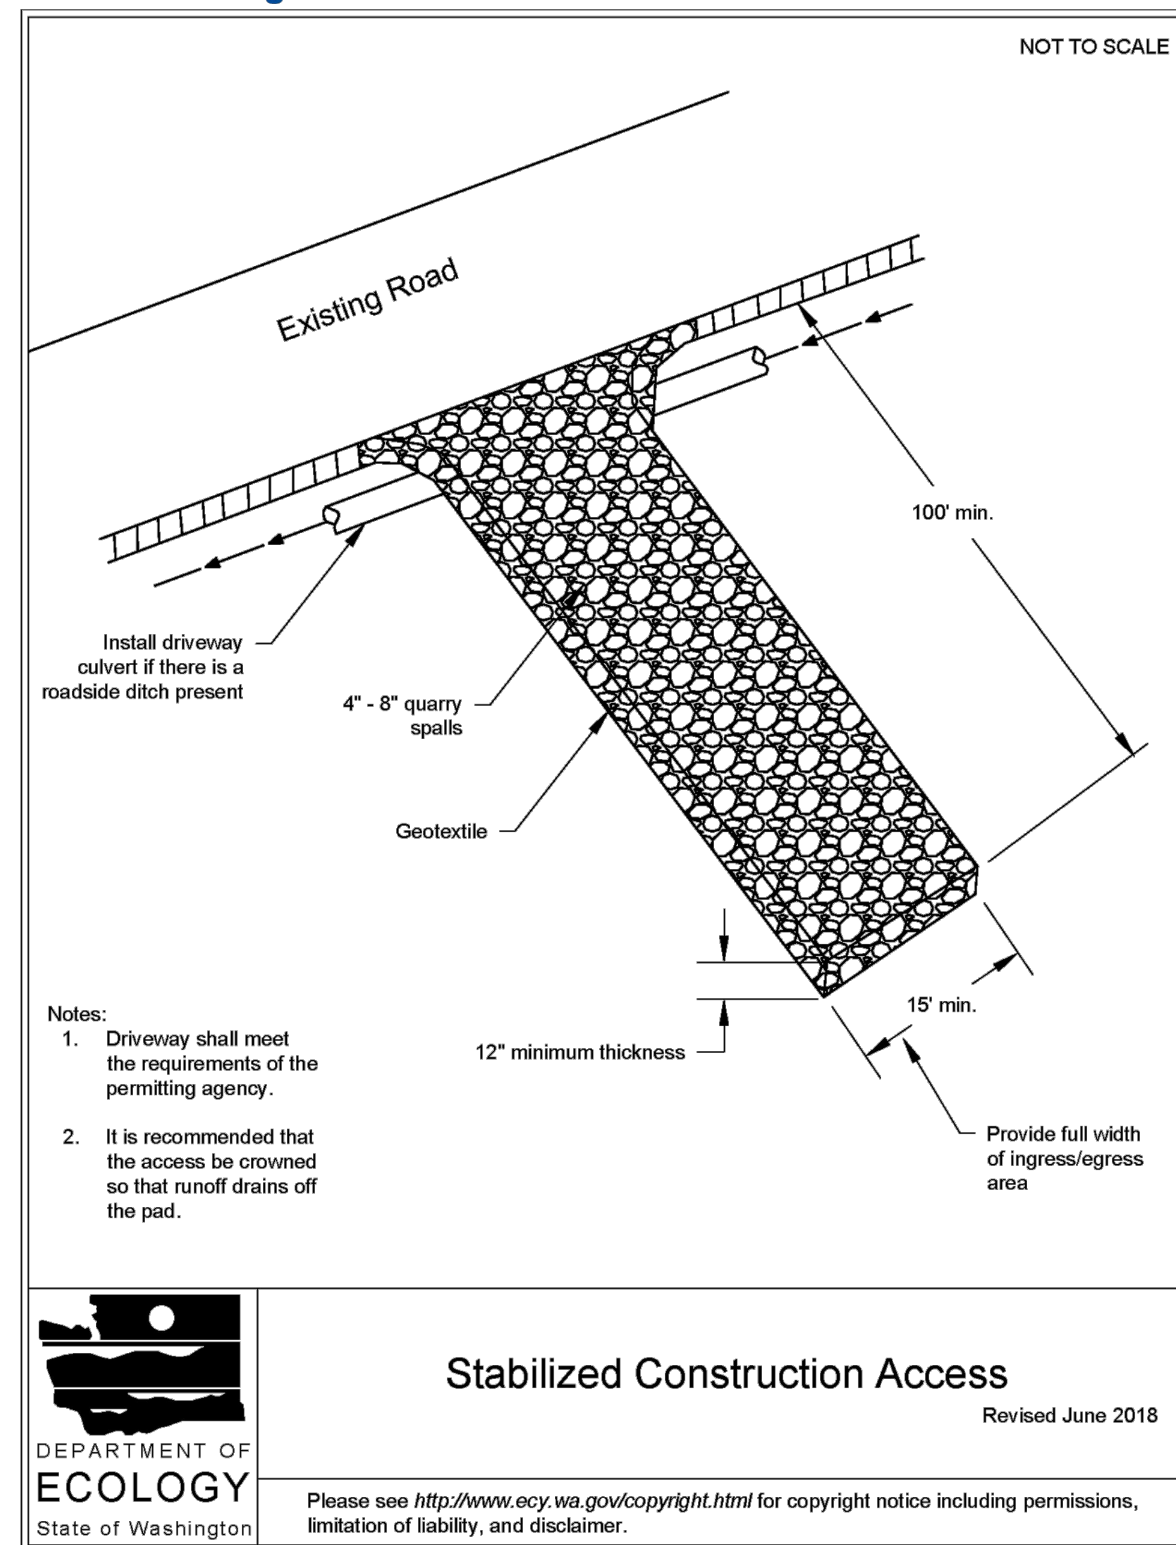 NOT TO SCALE
Existing Road
100' min.
Install driveway
culvert if there is a
roadside ditch present
4" - 8" quarry
spalls
Geotextile
15' min.
12" minimum thickness
Provide full width
of ingress/egress
area
Notes:
1. Driveway shall meet
the requirements of the
permitting agency.
2. It is recommended that
the access be crowned
so that runoff drains off
the pad.
Stabilized Construction Access
Revised June 2018
DEPARTMENT OF
ECOLOGY
State of Washington
Please see http://www.ecy.wa.gov/copyright.html for copyright notice including permissions,
limitation of liability, and disclaimer.